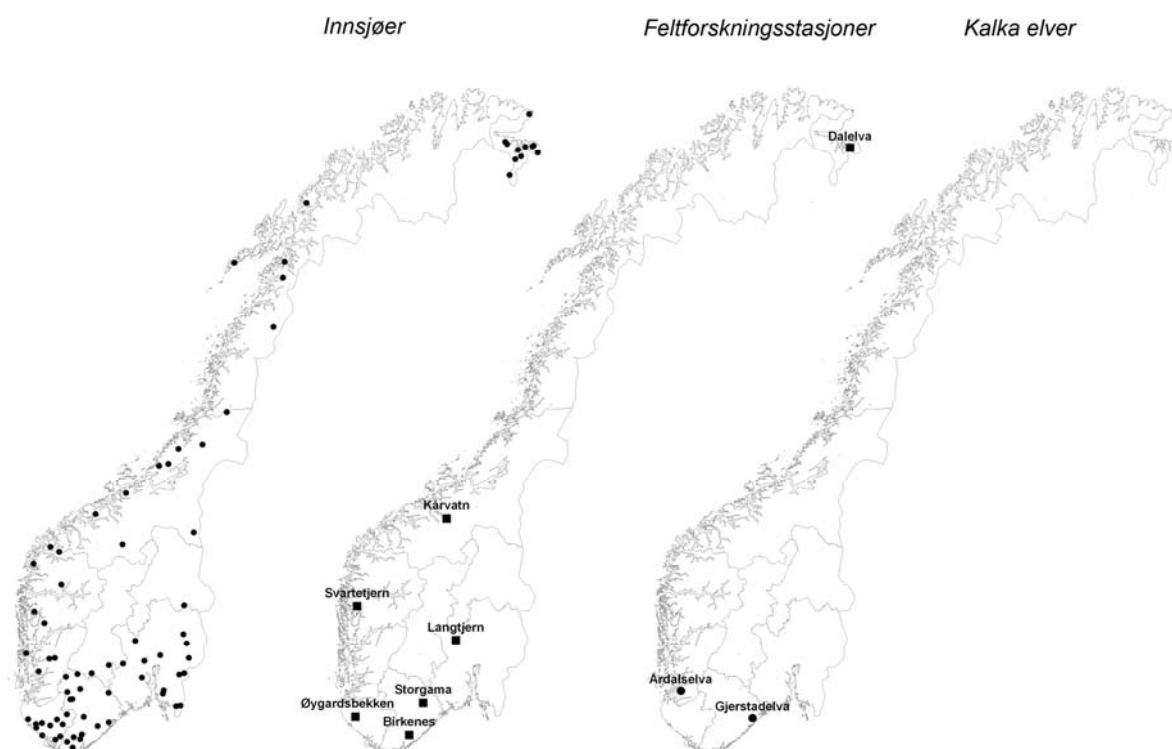 Innsjøer
Feltforskningsstasjoner
Kalka elver
Dalelva
Kårvatn
Svartetjern
Langtjern
Storgama
Øygardsbekken
Birkenes
Årdalselva
Gjerstadelva